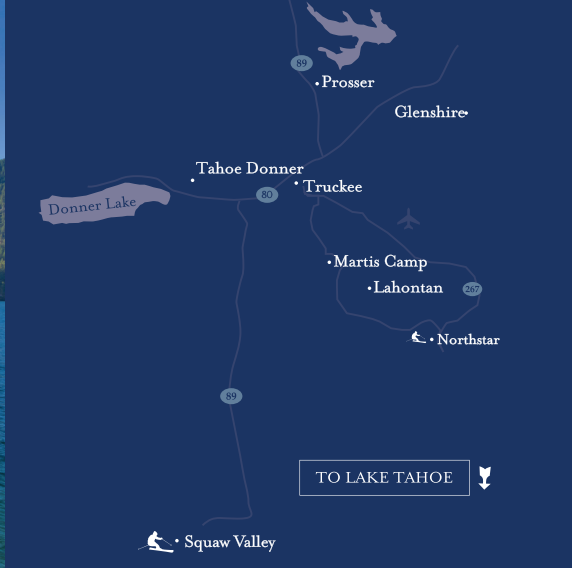 89
Prosser
Glenshire
Tahoe Donner
Truckee
80
Donner Lake
Martis Camp
Lahontan
267
Northstar
89
TO LAKE TAHOE
Squaw Valley